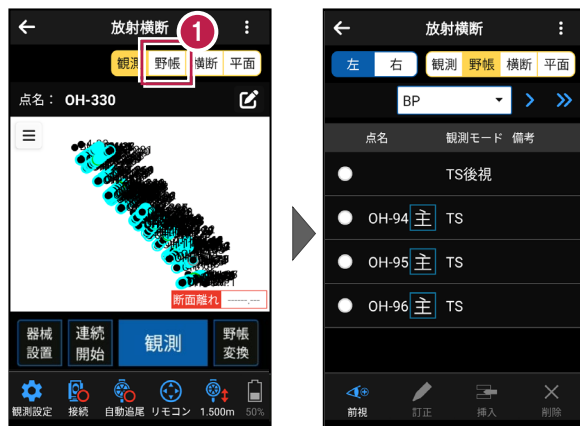 放射横断
1
観測 野帳 横断 平面
点名： OH-330
断面離れ ------.---
器械設置 連続開始 観測 野帳変換
観測設定 接続 自動追尾 リモコン 1.500m 50%
放射横断
左 右 観測 野帳 横断 平面
BP
点名 観測モード 備考
TS後視
OH-94 主 TS
OH-95 主 TS
OH-96 主 TS
前視 訂正 挿入 削除